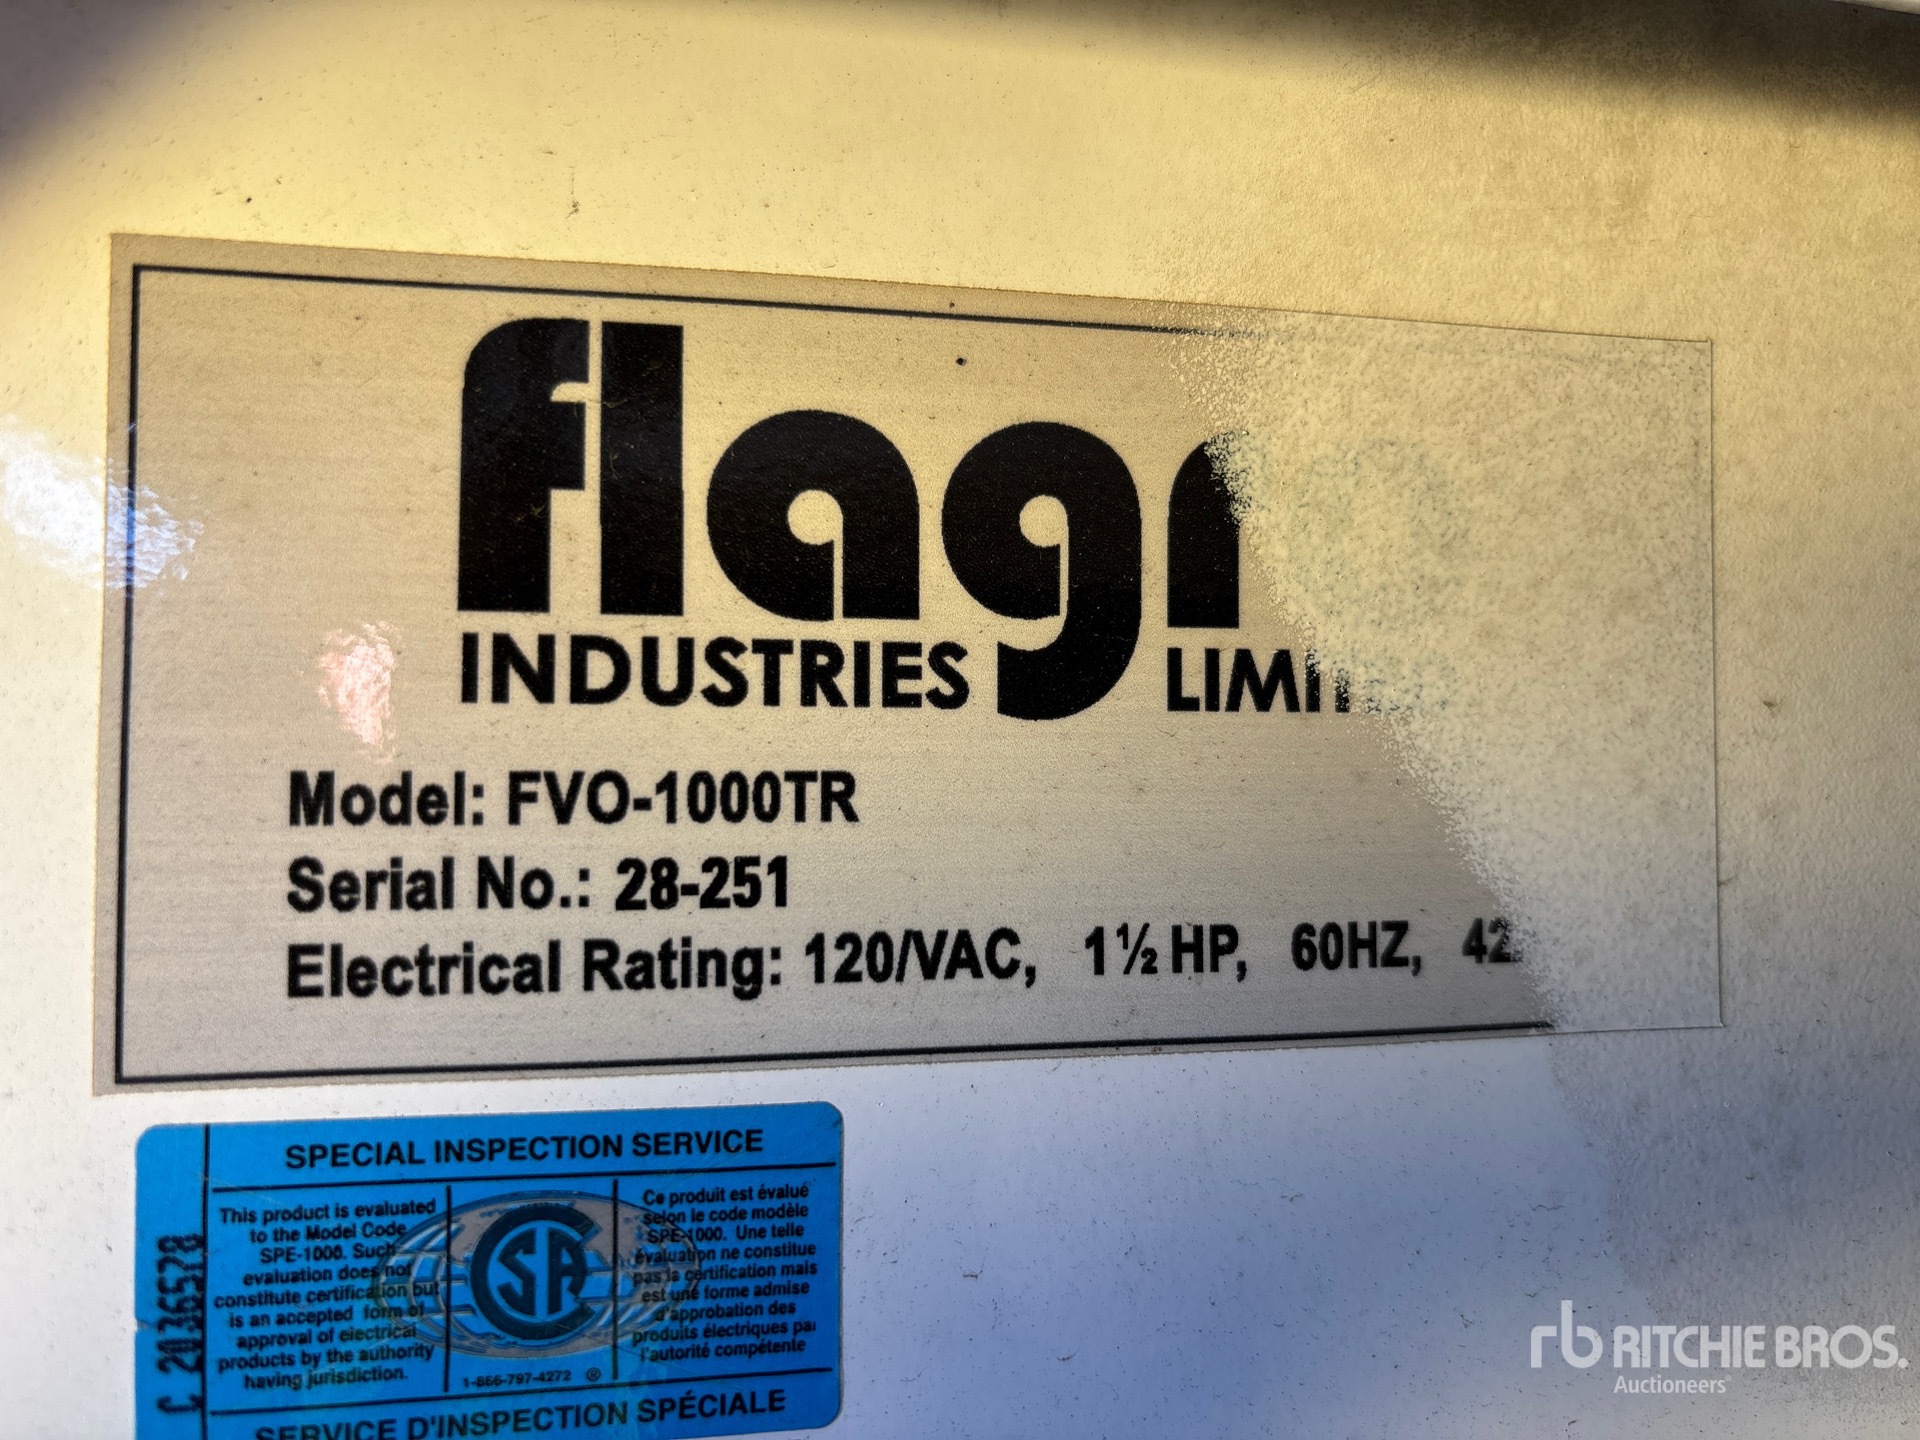 flagr
INDUSTRIES LIMIT
Model: FVO-1000TR
Serial No.: 28-251
Electrical Rating: 120/VAC, 1½ HP, 60HZ, 42
SPECIAL INSPECTION SERVICE
This product is evaluated
to the Model Code
SPE-1000. Such
evaluation does not
constitute certification but
is an accepted form of
approval of electrical
products by the authority
having jurisdiction.
CSA
1-866-797-4272 ®
Ce produit est évalué
selon le code modèle
SPE-1000. Une telle
évaluation ne constitue
pas la certification mais
est une forme admise
d'approbation des
produits électriques par
l'autorité compétente
C 2036578
SERVICE D'INSPECTION SPÉCIALE
rb RITCHIE BROS.
Auctioneers